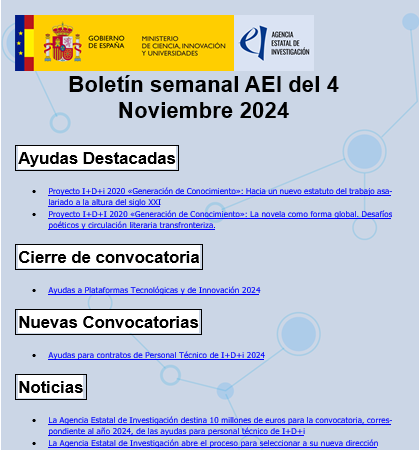 GOBIERNO
DE ESPAÑA
MINISTERIO
DE CIENCIA, INNOVACIÓN
Y UNIVERSIDADES
AGENCIA
ESTATAL DE
INVESTIGACIÓN
Boletín semanal AEI del 4
Noviembre 2024
Ayudas Destacadas
Proyecto I+D+i 2020 «Generación de Conocimiento»: Hacia un nuevo estatuto del trabajo asa-
lariado a la altura del siglo XXI
Proyecto I+D+I 2020 «Generación de Conocimiento»: La novela como forma global. Desafíos
poéticos y circulación literaria transfronteriza.
Cierre de convocatoria
Ayudas a Plataformas Tecnológicas y de Innovación 2024
Nuevas Convocatorias
Ayudas para contratos de Personal Técnico de I+D+i 2024
Noticias
La Agencia Estatal de Investigación destina 10 millones de euros para la convocatoria, corres-
pondiente al año 2024, de las ayudas para personal técnico de I+D+i
La Agencia Estatal de Investigación abre el proceso para seleccionar a su nueva dirección